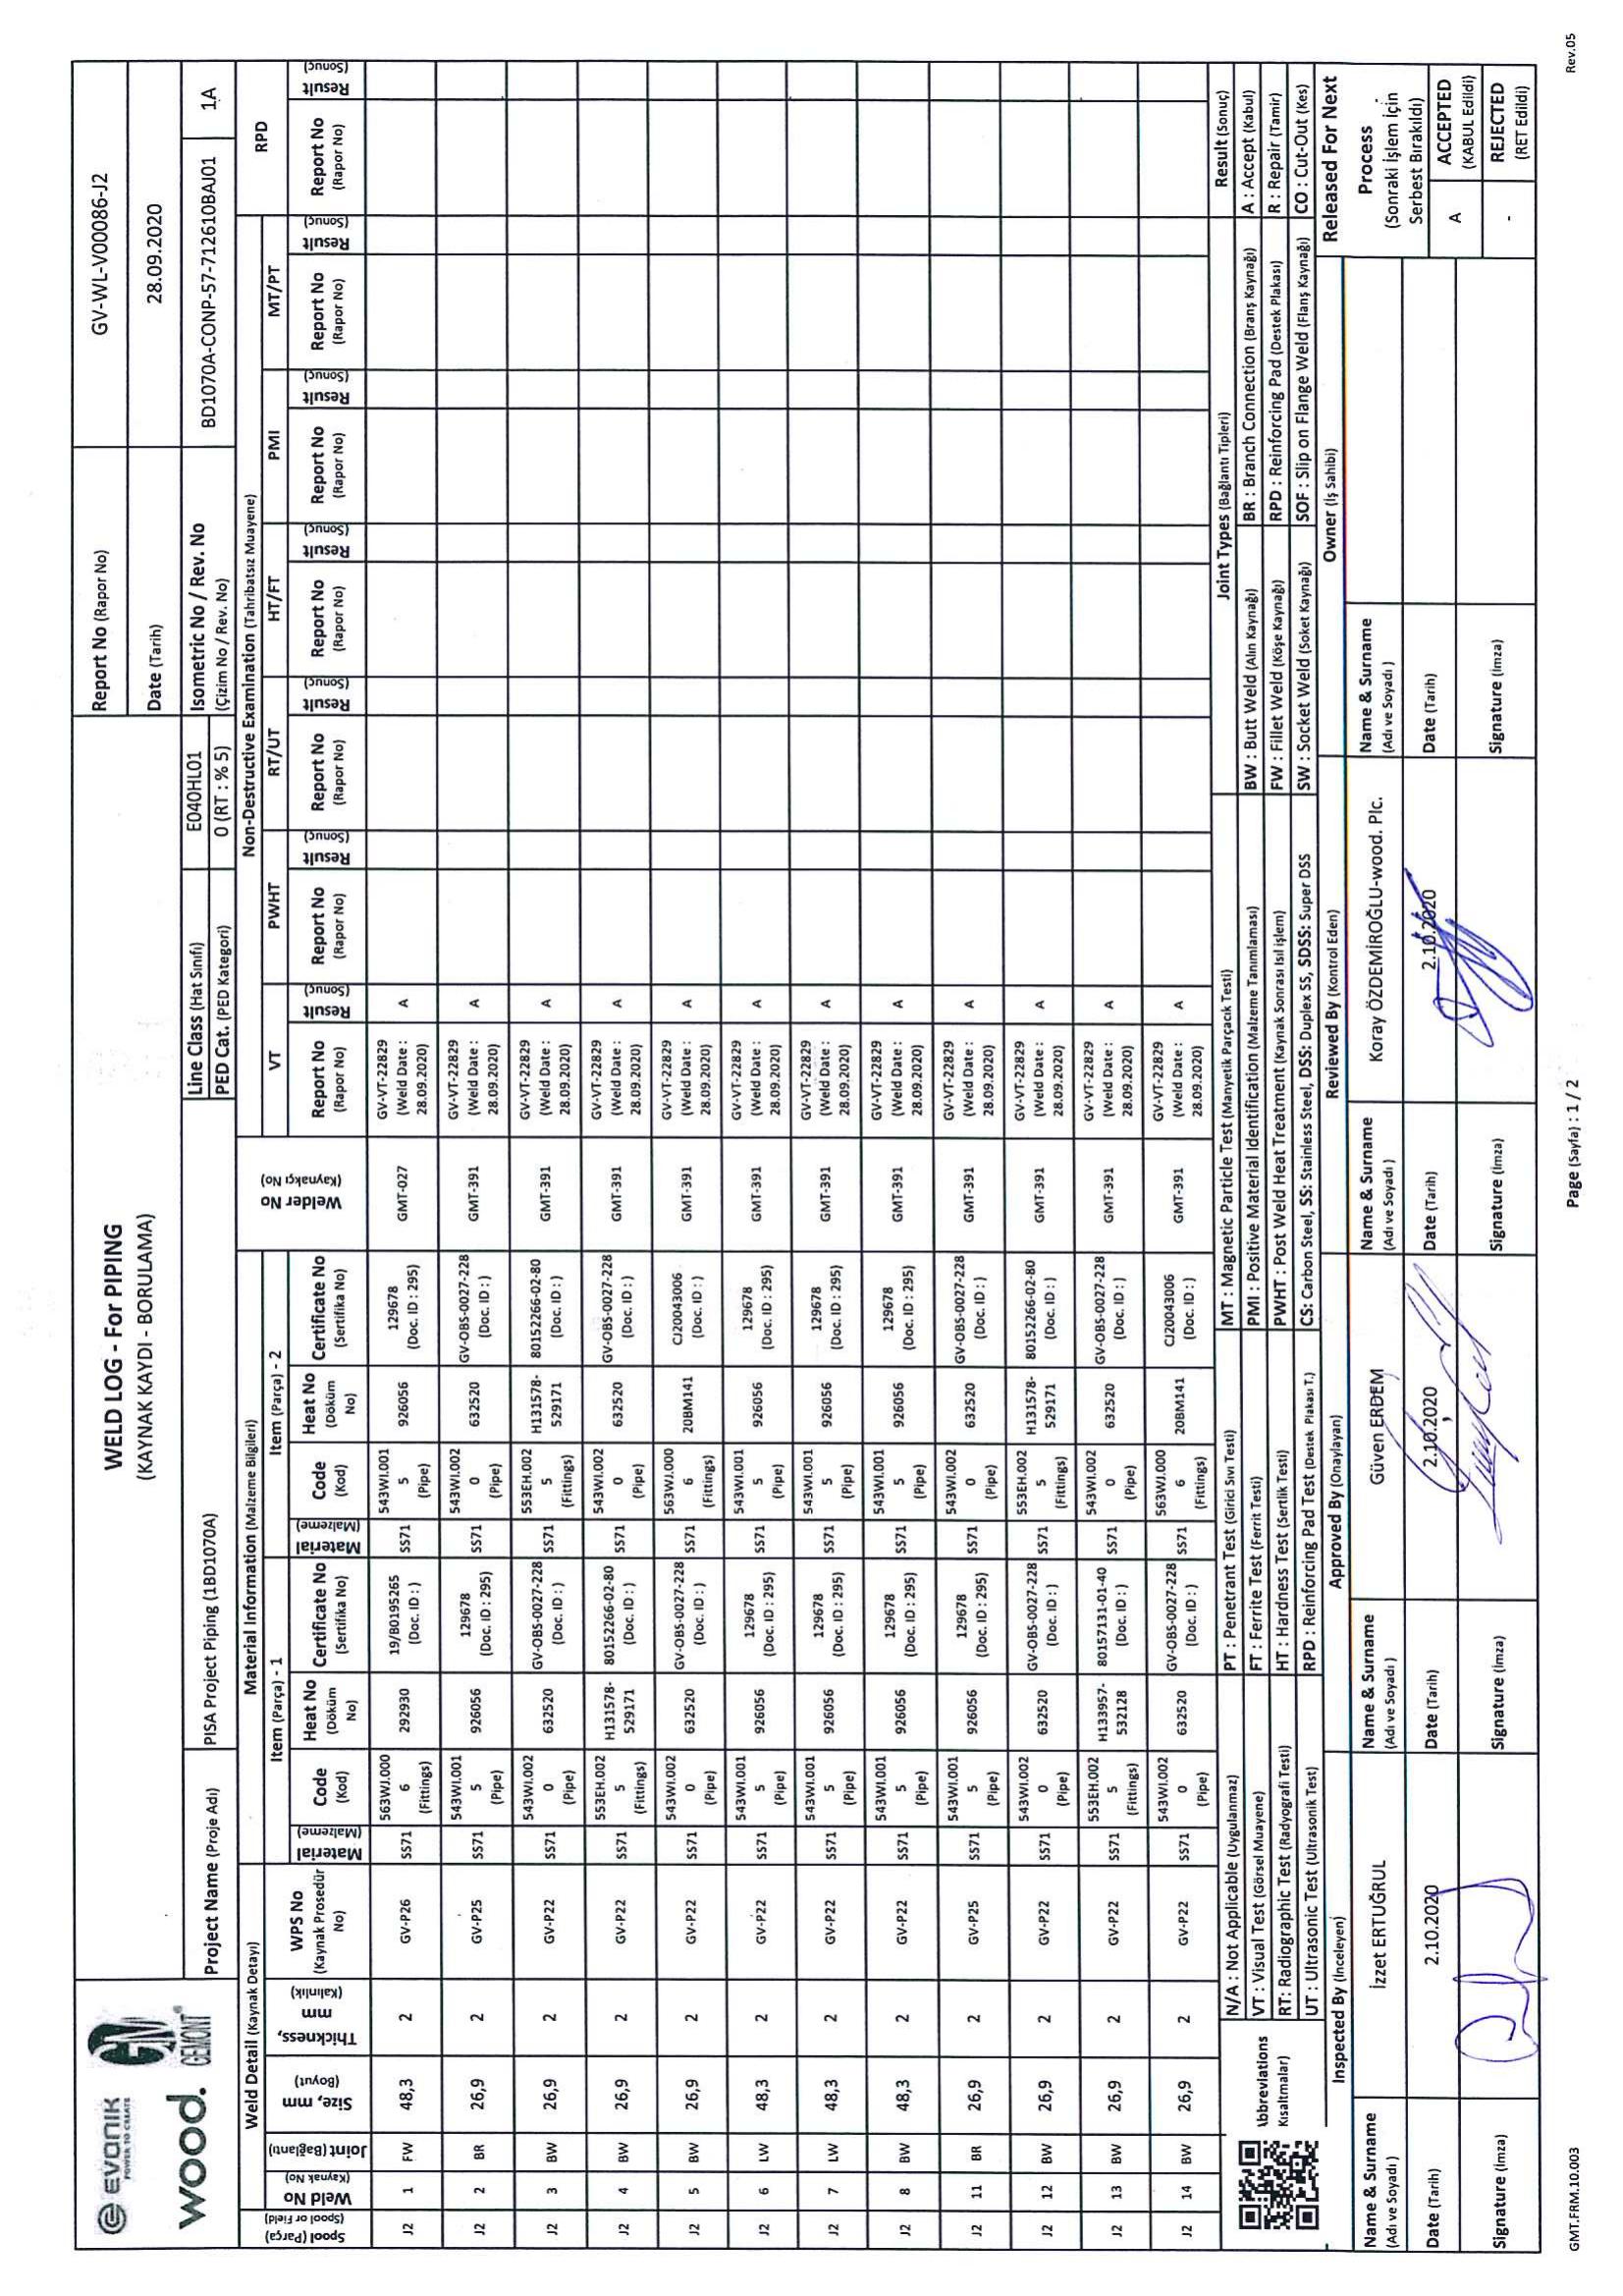 EVONIK
POWER TO CREATE
wood.
GEMONT
WELD LOG - For PIPING
(KAYNAK KAYDI - BORULAMA)
Report No (Rapor No) GV-WL-V00086-J2
Date (Tarih) 28.09.2020
Project Name (Proje Adı) PISA Project Piping (1BD1070A)
Line Class (Hat Sınıfı) E040HL01
PED Cat. (PED Kategori) 0 (RT : % 5)
Isometric No / Rev. No
(Çizim No / Rev. No)
BD1070A-CONP-57-712610BAJ01 1A
Weld Detail (Kaynak Detayı) Material Information (Malzeme Bilgileri) Non-Destructive Examination (Tahribatsız Muayene)
Item (Parça) - 1 Item (Parça) - 2 VT PWHT RT/UT HT/FT PMI MT/PT RPD
Spool (Parça)
(Spool or Field)
Weld No
(Kaynak No)
Joint (Bağlantı)
Size, mm
(Boyut)
Thickness,
mm
(Kalınlık)
WPS No
(Kaynak Prosedür
No)
Material
(Malzeme)
Code
(Kod)
Heat No
(Döküm
No)
Certificate No
(Sertifika No)
Material
(Malzeme)
Code
(Kod)
Heat No
(Döküm
No)
Certificate No
(Sertifika No)
Welder No
(Kaynakçı No)
Report No
(Rapor No)
Result
(Sonuç)
Report No
(Rapor No)
Result
(Sonuç)
Report No
(Rapor No)
Result
(Sonuç)
Report No
(Rapor No)
Result
(Sonuç)
Report No
(Rapor No)
Result
(Sonuç)
Report No
(Rapor No)
Result
(Sonuç)
Report No
(Rapor No)
Result
(Sonuç)
J2 1 FW 48,3 2 GV-P26 SS71 563WJ.0006 (Fittings) 292930 19/B0195265 (Doc. ID : ) SS71 543WI.0015 (Pipe) 926056 129678 (Doc. ID : 295) GMT-027 GV-VT-22829 (Weld Date : 28.09.2020) A
J2 2 BR 26,9 2 GV-P25 SS71 543WI.0015 (Pipe) 926056 129678 (Doc. ID : 295) SS71 543WI.0020 (Pipe) 632520 GV-OBS-0027-228 (Doc. ID : ) GMT-391 GV-VT-22829 (Weld Date : 28.09.2020) A
J2 3 BW 26,9 2 GV-P22 SS71 543WI.0020 (Pipe) 632520 GV-OBS-0027-228 (Doc. ID : ) SS71 553EH.0025 (Fittings) H131578-529171 80152266-02-80 (Doc. ID : ) GMT-391 GV-VT-22829 (Weld Date : 28.09.2020) A
J2 4 BW 26,9 2 GV-P22 SS71 553EH.0025 (Fittings) H131578-529171 80152266-02-80 (Doc. ID : ) SS71 543WI.0020 (Pipe) 632520 GV-OBS-0027-228 (Doc. ID : ) GMT-391 GV-VT-22829 (Weld Date : 28.09.2020) A
J2 5 BW 26,9 2 GV-P22 SS71 543WI.0020 (Pipe) 632520 GV-OBS-0027-228 (Doc. ID : ) SS71 563WJ.0006 (Fittings) 20BM141 CJ20043006 (Doc. ID : ) GMT-391 GV-VT-22829 (Weld Date : 28.09.2020) A
J2 6 LW 48,3 2 GV-P22 SS71 543WI.0015 (Pipe) 926056 129678 (Doc. ID : 295) SS71 543WI.0015 (Pipe) 926056 129678 (Doc. ID : 295) GMT-391 GV-VT-22829 (Weld Date : 28.09.2020) A
J2 7 LW 48,3 2 GV-P22 SS71 543WI.0015 (Pipe) 926056 129678 (Doc. ID : 295) SS71 543WI.0015 (Pipe) 926056 129678 (Doc. ID : 295) GMT-391 GV-VT-22829 (Weld Date : 28.09.2020) A
J2 8 BW 48,3 2 GV-P22 SS71 543WI.0015 (Pipe) 926056 129678 (Doc. ID : 295) SS71 543WI.0015 (Pipe) 926056 129678 (Doc. ID : 295) GMT-391 GV-VT-22829 (Weld Date : 28.09.2020) A
J2 11 BR 26,9 2 GV-P25 SS71 543WI.0015 (Pipe) 926056 129678 (Doc. ID : 295) SS71 543WI.0020 (Pipe) 632520 GV-OBS-0027-228 (Doc. ID : ) GMT-391 GV-VT-22829 (Weld Date : 28.09.2020) A
J2 12 BW 26,9 2 GV-P22 SS71 543WI.0020 (Pipe) 632520 GV-OBS-0027-228 (Doc. ID : ) SS71 553EH.0025 (Fittings) H131578-529171 80152266-02-80 (Doc. ID : ) GMT-391 GV-VT-22829 (Weld Date : 28.09.2020) A
J2 13 BW 26,9 2 GV-P22 SS71 553EH.0025 (Fittings) H133957-532128 80157131-01-40 (Doc. ID : ) SS71 543WI.0020 (Pipe) 632520 GV-OBS-0027-228 (Doc. ID : ) GMT-391 GV-VT-22829 (Weld Date : 28.09.2020) A
J2 14 BW 26,9 2 GV-P22 SS71 543WI.0020 (Pipe) 632520 GV-OBS-0027-228 (Doc. ID : ) SS71 563WJ.0006 (Fittings) 20BM141 CJ20043006 (Doc. ID : ) GMT-391 GV-VT-22829 (Weld Date : 28.09.2020) A
Abbreviations
Kısaltmalar)
N/A : Not Applicable (Uygulanmaz) PT : Penetrant Test (Girici Sıvı Testi) MT : Magnetic Particle Test (Manyetik Parçacık Testi) Joint Types (Bağlantı Tipleri) Result (Sonuç)
VT : Visual Test (Görsel Muayene) FT : Ferrite Test (Ferrit Testi) PMI : Positive Material Identification (Malzeme Tanımlaması) BW : Butt Weld (Alın Kaynağı) BR : Branch Connection (Branş Kaynağı) A : Accept (Kabul)
RT: Radiographic Test (Radyografi Testi) HT : Hardness Test (Sertlik Testi) PWHT : Post Weld Heat Treatment (Kaynak Sonrası Isıl işlem) FW : Fillet Weld (Köşe Kaynağı) RPD : Reinforcing Pad (Destek Plakası) R : Repair (Tamir)
UT : Ultrasonic Test (Ultrasonik Test) RPD : Reinforcing Pad Test (Destek Plakası T.) CS: Carbon Steel, SS: Stainless Steel, DSS: Duplex SS, SDSS: Super DSS SW : Socket Weld (Soket Kaynağı) SOF : Slip on Flange Weld (Flanş Kaynağı) CO : Cut-Out (Kes)
Inspected By (İnceleyen) Approved By (Onaylayan) Reviewed By (Kontrol Eden) Owner (İş Sahibi) Released For Next
Process
(Sonraki İşlem İçin
Serbest Bırakıldı)
Name & Surname
(Adı ve Soyadı )
İzzet ERTUĞRUL
Name & Surname
(Adı ve Soyadı )
Güven ERDEM
Name & Surname
(Adı ve Soyadı )
Koray ÖZDEMİROĞLU-wood. Plc.
Name & Surname
(Adı ve Soyadı )
Date (Tarih) 2.10.2020 Date (Tarih) 2.10.2020 Date (Tarih) 2.10.2020 Date (Tarih)
A ACCEPTED
(KABUL Edildi)
Signature (İmza) Signature (İmza) Signature (İmza) Signature (İmza)
- REJECTED
(RET Edildi)
GMT.FRM.10.003 Page (Sayfa) : 1 / 2 Rev.05